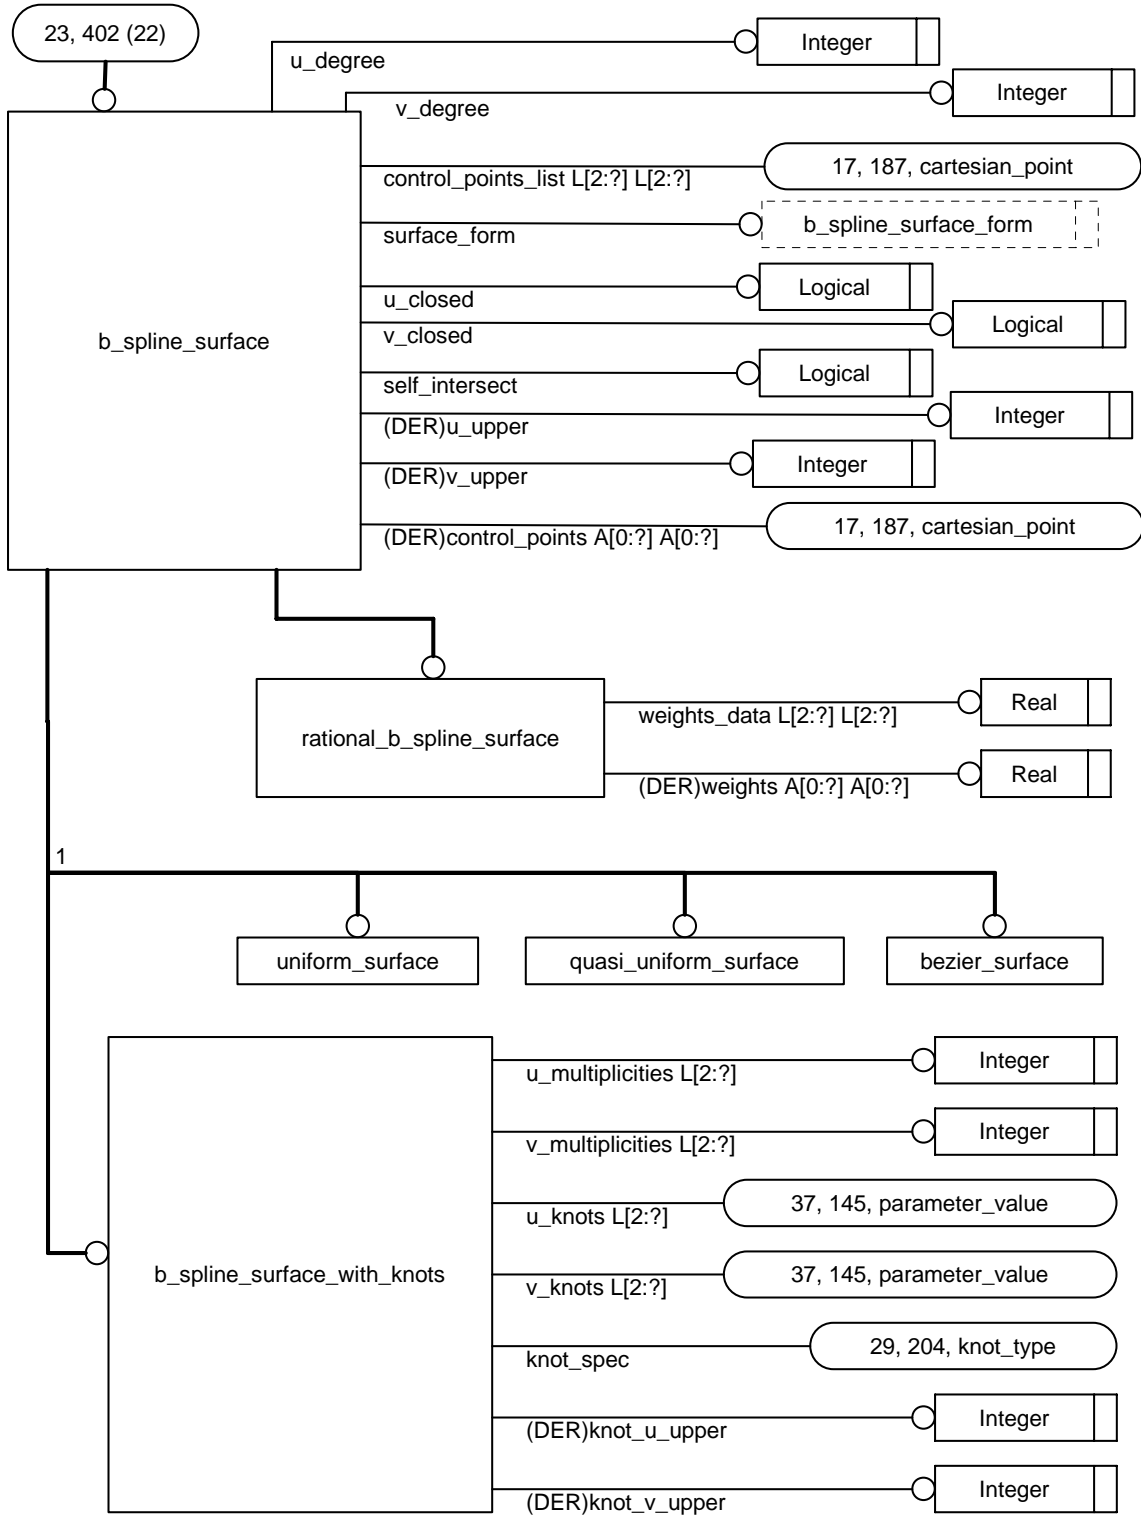 23, 402 (22)
Integer
u_degree
Integer
v_degree
17, 187, cartesian_point
control_points_list L[2:?] L[2:?]
b_spline_surface_form
surface_form
Logical
u_closed
Logical
v_closed
b_spline_surface
Logical
self_intersect
Integer
(DER)u_upper
Integer
(DER)v_upper
17, 187, cartesian_point
(DER)control_points A[0:?] A[0:?]
Real
weights_data L[2:?] L[2:?]
rational_b_spline_surface
Real
(DER)weights A[0:?] A[0:?]
1
uniform_surface
quasi_uniform_surface
bezier_surface
Integer
u_multiplicities L[2:?]
Integer
v_multiplicities L[2:?]
37, 145, parameter_value
u_knots L[2:?]
b_spline_surface_with_knots
37, 145, parameter_value
v_knots L[2:?]
29, 204, knot_type
knot_spec
Integer
(DER)knot_u_upper
Integer
(DER)knot_v_upper